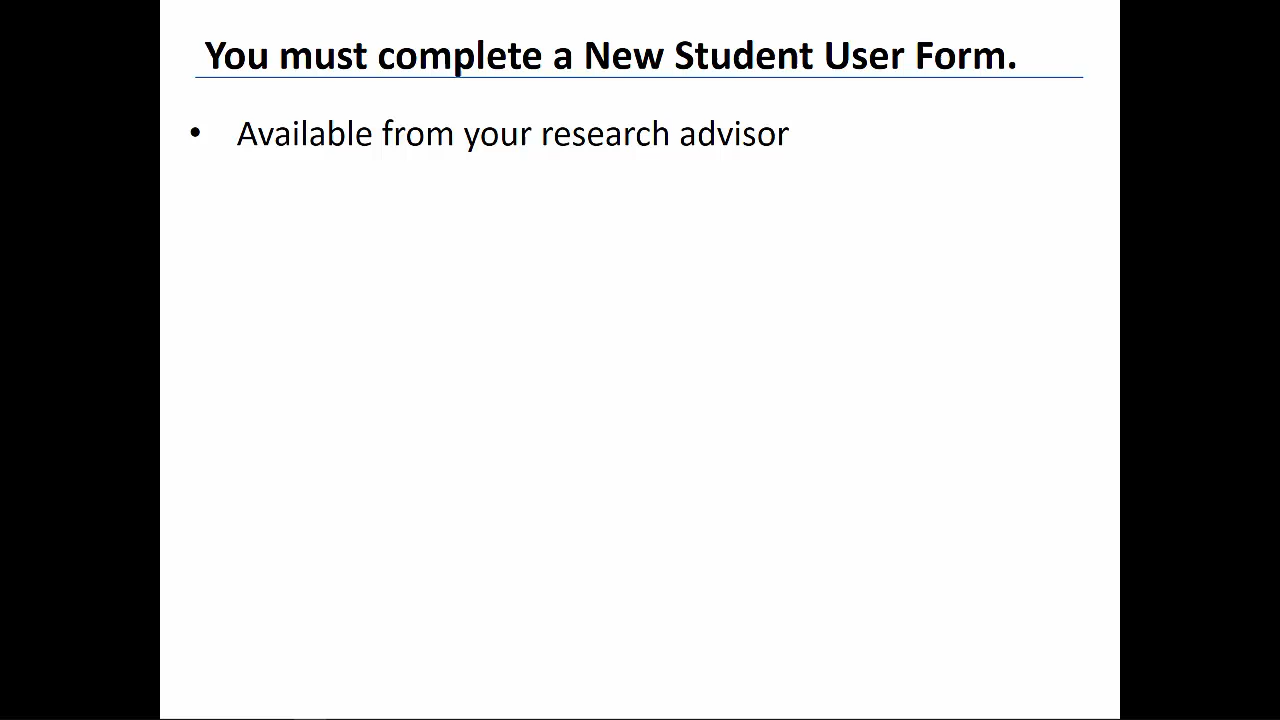 You must complete a New Student User Form.
• Available from your research advisor